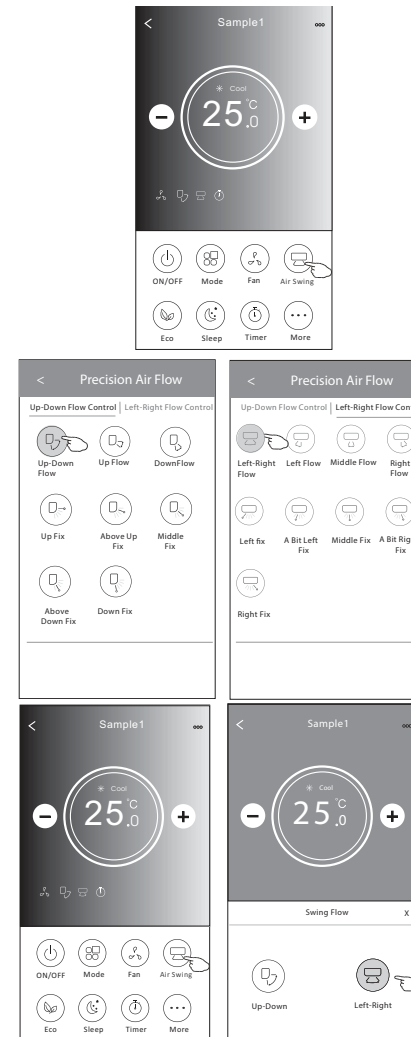 Sample1
Cool
25.0 °C
ON/OFF Mode Fan Air Swing
Eco Sleep Timer More
< Precision Air Flow
Up-Down Flow Control | Left-Right Flow Control
Up-Down Flow
Up Flow
DownFlow
Up Fix
Above Up Fix
Middle Fix
Above Down Fix
Down Fix
< Precision Air Flow
Up-Down Flow Control | Left-Right Flow Con
Left-Right Flow
Left Flow
Middle Flow
Right Flow
Left fix
A Bit Left Fix
Middle Fix
A Bit Rig
Fix
Right Fix
Sample1
Cool
25.0 °C
ON/OFF Mode Fan Air Swing
Eco Sleep Timer More
Sample1
Cool
25.0 °C
Swing Flow X
Up-Down
Left-Right